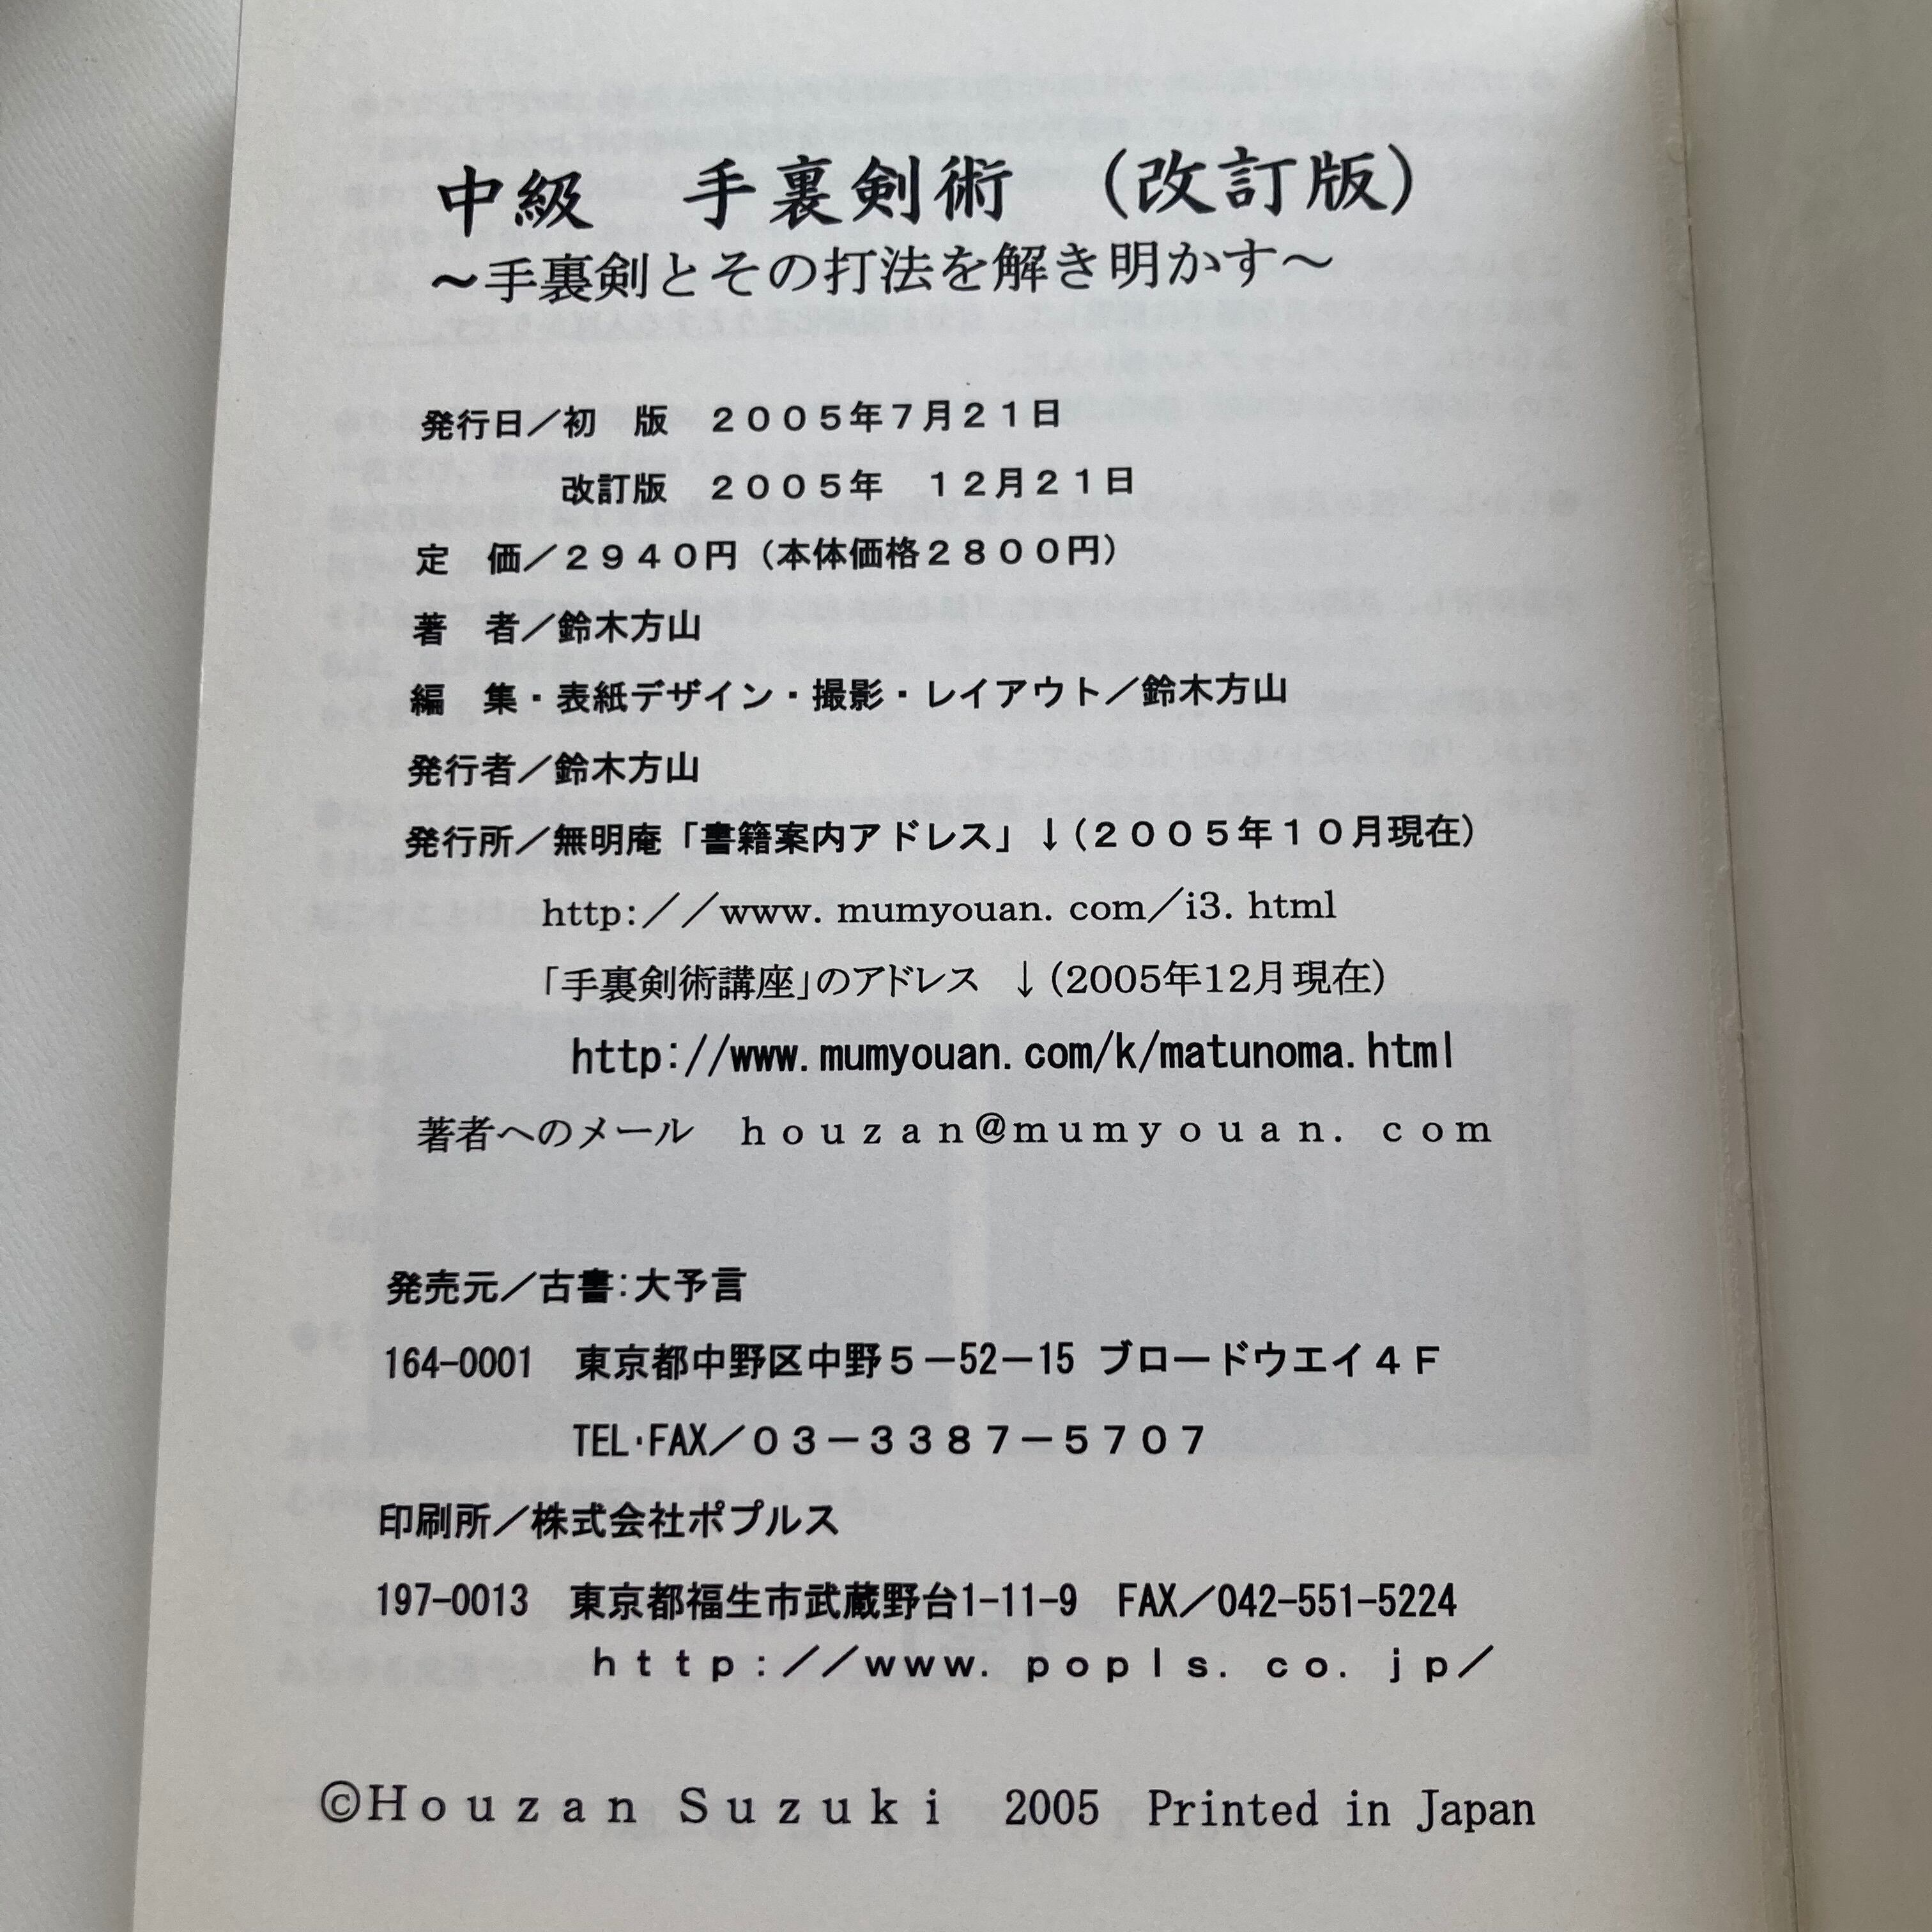 中級　手裏剣術　（改訂版）
～手裏剣とその打法を解き明かす～
発行日／初　版　２００５年７月２１日
改訂版　２００５年　１２月２１日
定　価／２９４０円（本体価格２８００円）
著　者／鈴木方山
編　集・表紙デザイン・撮影・レイアウト／鈴木方山
発行者／鈴木方山
発行所／無明庵「書籍案内アドレス」↓（２００５年１０月現在）
http:／／www. mumyouan. com／i3. html
「手裏剣術講座」のアドレス　↓（2005年12月現在）
http://www.mumyouan.com/k/matunoma.html
著者へのメール　ｈｏｕｚａｎ＠ｍｕｍｙｏｕａｎ．ｃｏｍ
発売元／古書：大予言
164-0001　東京都中野区中野５－52－15 ブロードウエイ４Ｆ
TEL・FAX／０３－３３８７－５７０７
印刷所／株式会社ポプルス
197-0013　東京都福生市武蔵野台1-11-9　FAX／042-551-5224
ｈｔｔｐ：／／ｗｗｗ．ｐｏｐｌｓ．ｃｏ．ｊｐ／
©Ｈｏｕｚａｎ　Ｓｕｚｕｋｉ　2005　Printed in Japan